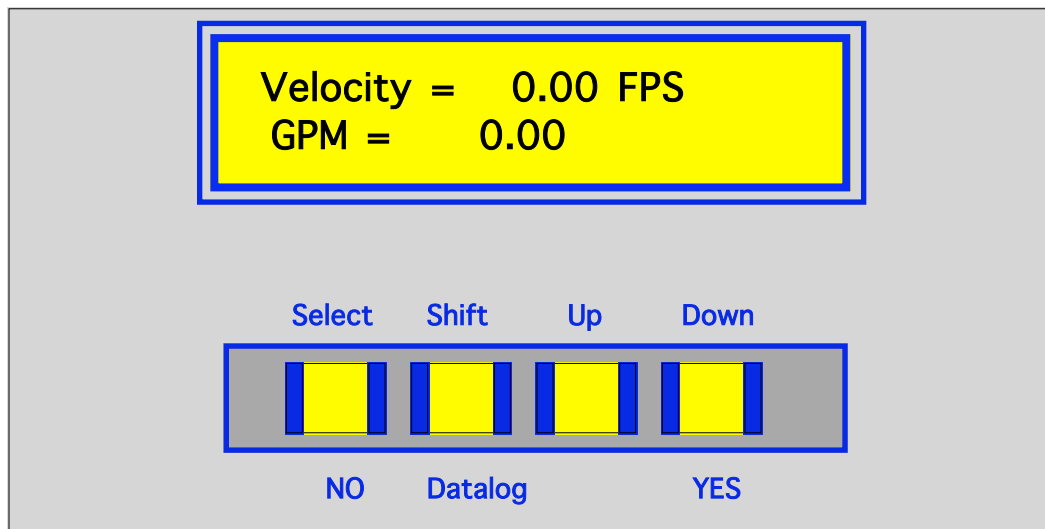 Velocity = 0.00 FPS
GPM = 0.00
Select Shift Up Down
NO Datalog YES